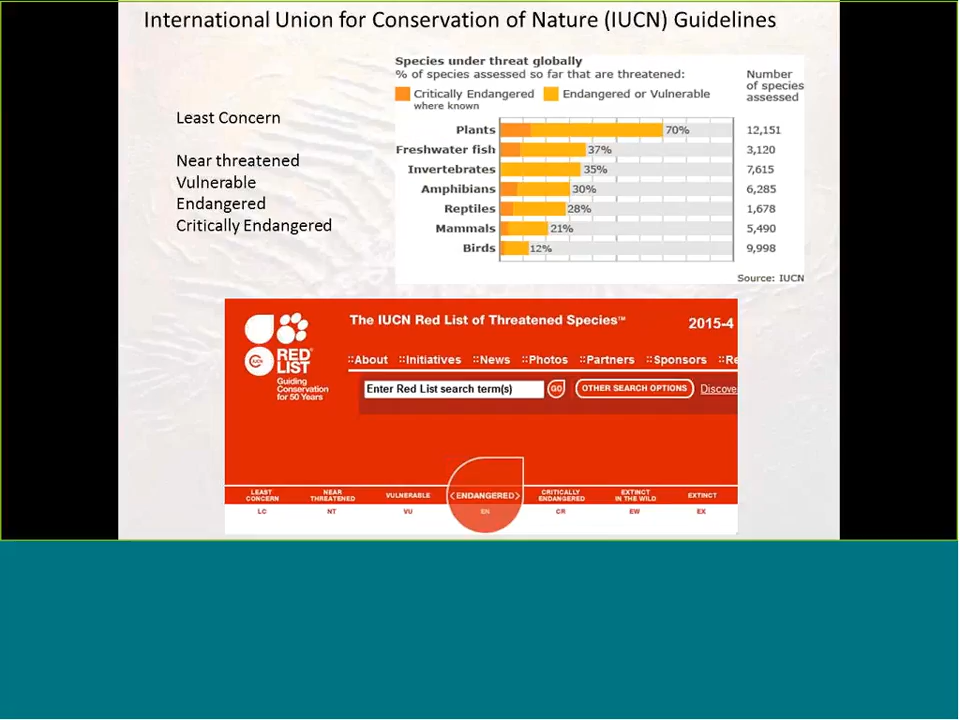 International Union for Conservation of Nature (IUCN) Guidelines
Least Concern
Near threatened
Vulnerable
Endangered
Critically Endangered
Species under threat globally
% of species assessed so far that are threatened:
Critically Endangered
where known
Endangered or Vulnerable
Number
of species
assessed
Plants 70% 12,151
Freshwater fish 37% 3,120
Invertebrates 35% 7,615
Amphibians 30% 6,285
Reptiles 28% 1,678
Mammals 21% 5,490
Birds 12% 9,998
Source: IUCN
The IUCN Red List of Threatened Species™ 2015-4
IUCN
RED
LIST
Guiding
Conservation
for 50 Years
::About ::Initiatives ::News ::Photos ::Partners ::Sponsors ::Re
Enter Red List search term(s) GO OTHER SEARCH OPTIONS Discove
LEAST
CONCERN
NEAR
THREATENED
VULNERABLE
<ENDANGERED>
CRITICALLY
ENDANGERED
EXTINCT
IN THE WILD
EXTINCT
LC NT VU EN CR EW EX